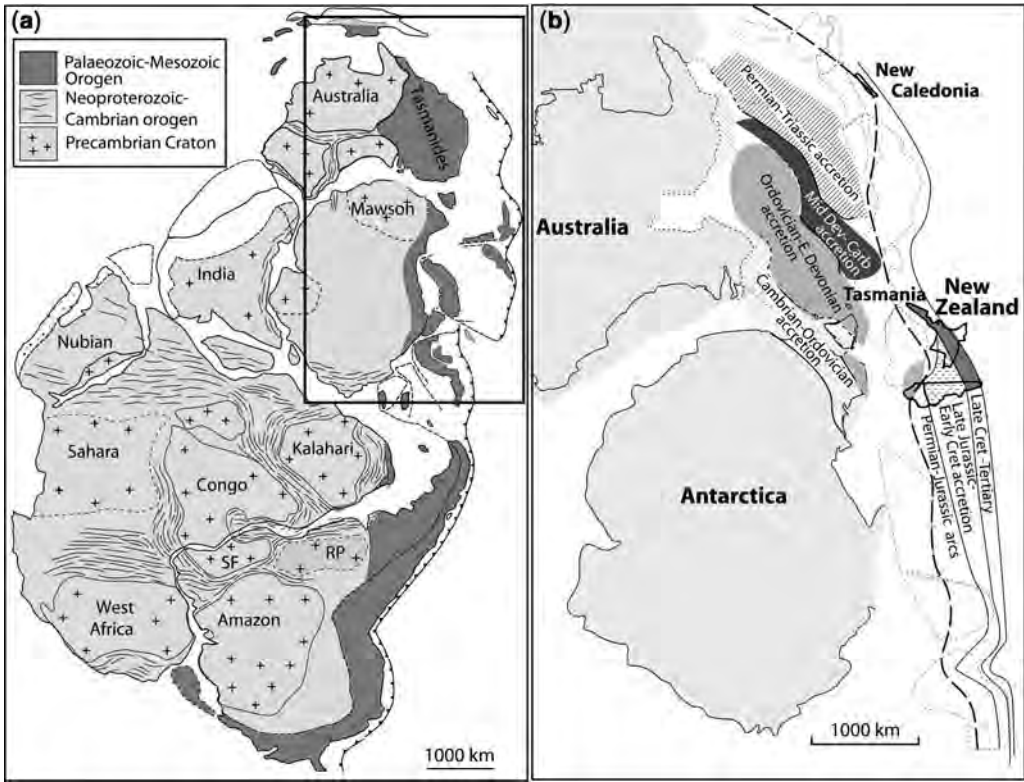 (a)
Palaeozoic-Mesozoic
Orogen
Neoproterozoic-
Cambrian orogen
Precambrian Craton
Australia
Tasmanides
Mawson
India
Nubian
Sahara
Kalahari
Congo
SF
RP
West
Africa
Amazon
1000 km
(b)
New
Caledonia
Permian-Triassic accretion
Mid Dev-Carb
accretion
Ordovician-E. Devonian
accretion
Australia
Tasmania
New
Zealand
Cambrian-Ordovician
accretion
Antarctica
Late Cret-Tertiary
Late Jurassic-
Early Cret accretion
Permian-Jurassic arcs
1000 km